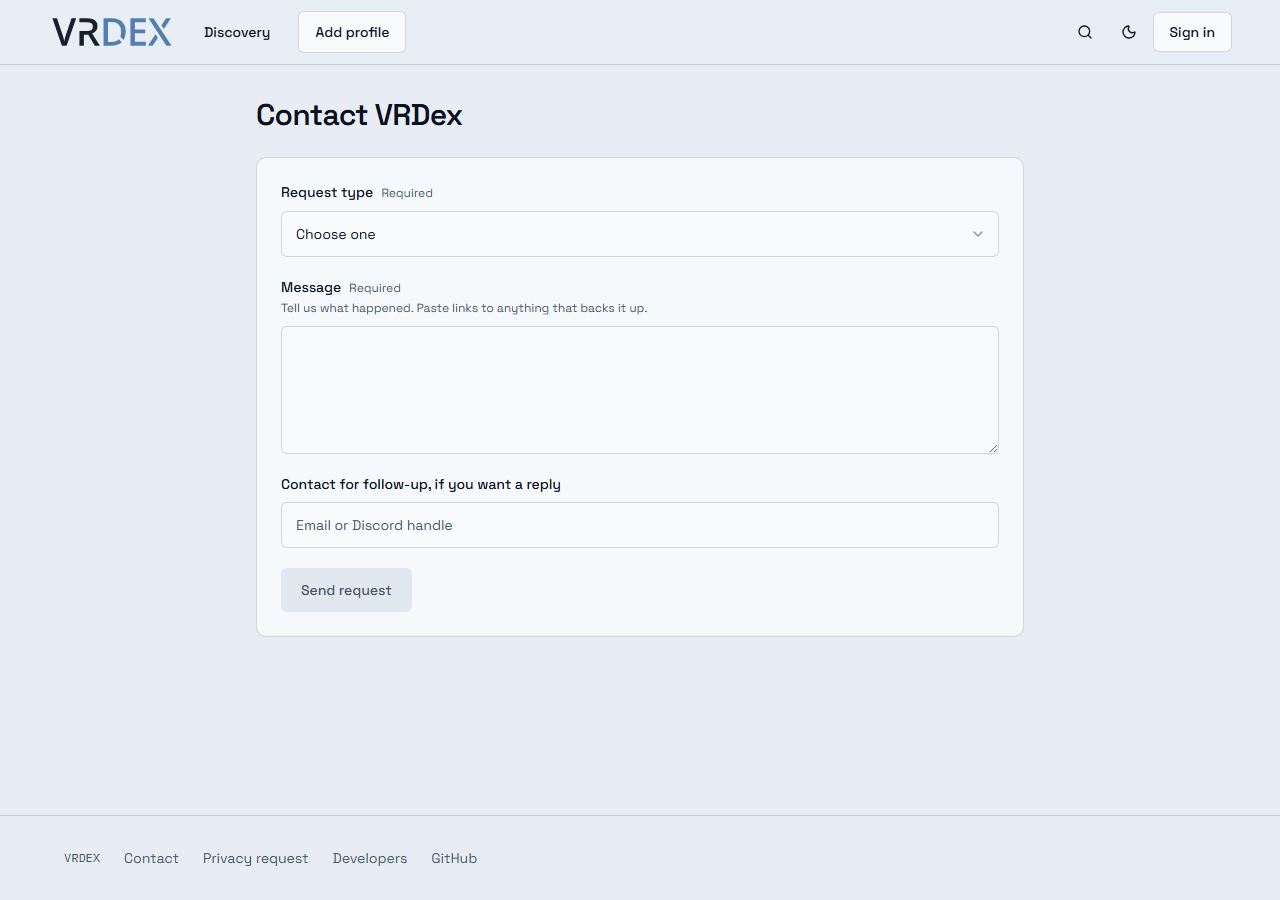 VRDEX
Discovery
Add profile
Sign in
Contact VRDex
Request type Required
Choose one
Message Required
Tell us what happened. Paste links to anything that backs it up.
Contact for follow-up, if you want a reply
Email or Discord handle
Send request
VRDEX Contact Privacy request Developers GitHub